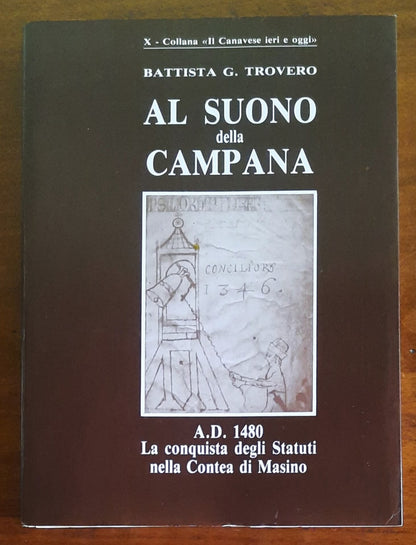 X - Collana «Il Canavese ieri e oggi»
BATTISTA G. TROVERO
AL SUONO
della
CAMPANA
CONSILFORS
1346.
A.D. 1480
La conquista degli Statuti
nella Contea di Masino